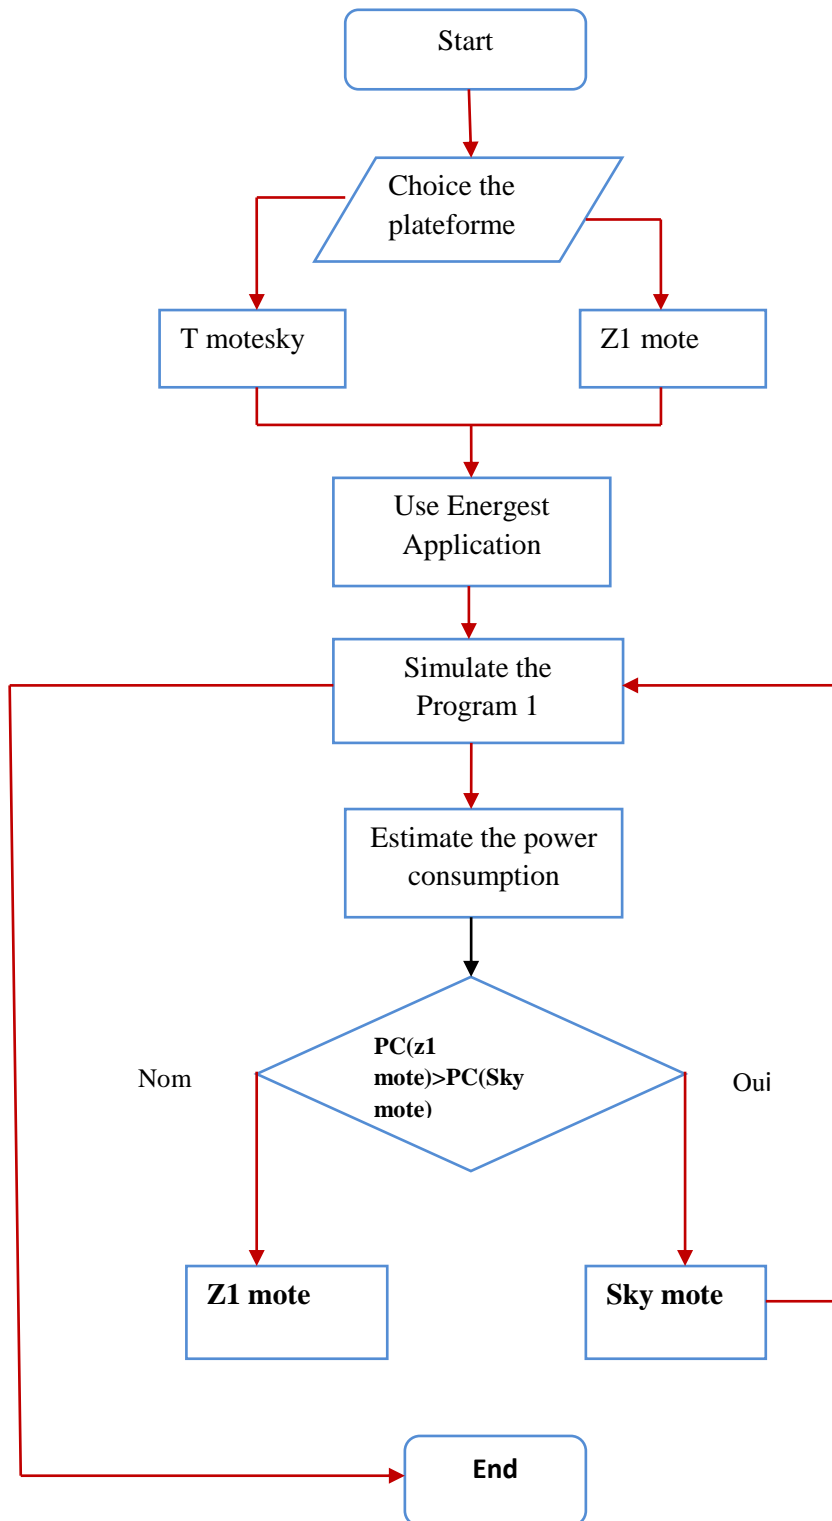 Start
Choice the
plateforme
T motesky
Z1 mote
Use Energest
Application
Simulate the
Program 1
Estimate the power
consumption
PC(z1
mote)>PC(Sky
mote)
Nom
Oui
Z1 mote
Sky mote
End